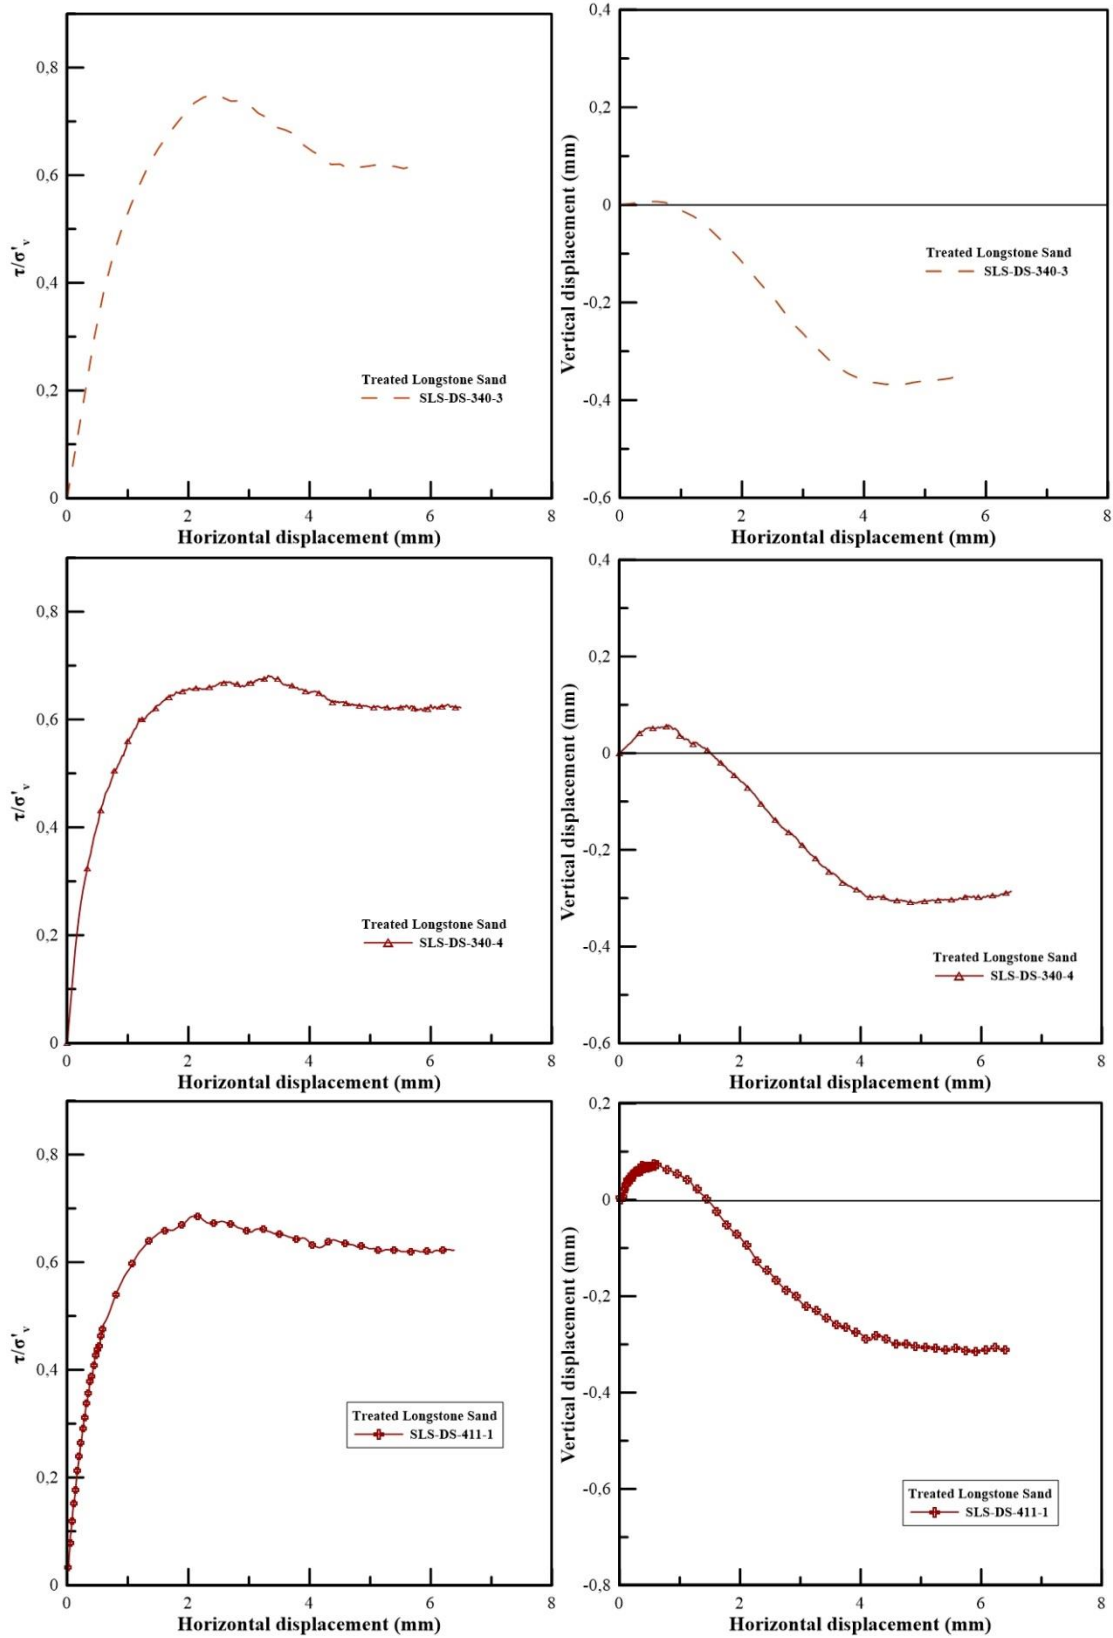 0,8
0,6
0,4
0,2
0
τ/σ'v
0 2 4 6 8
Horizontal displacement (mm)
Treated Longstone Sand
SLS-DS-340-3
0,4
0,2
0
-0,2
-0,4
-0,6
Vertical displacement (mm)
0 2 4 6 8
Horizontal displacement (mm)
Treated Longstone Sand
SLS-DS-340-3
0,8
0,6
0,4
0,2
0
τ/σ'v
0 2 4 6 8
Horizontal displacement (mm)
Treated Longstone Sand
SLS-DS-340-4
0,4
0,2
0
-0,2
-0,4
-0,6
Vertical displacement (mm)
0 2 4 6 8
Horizontal displacement (mm)
Treated Longstone Sand
SLS-DS-340-4
0,8
0,6
0,4
0,2
0
τ/σ'v
0 2 4 6 8
Horizontal displacement (mm)
Treated Longstone Sand
SLS-DS-411-1
0,2
0
-0,2
-0,4
-0,6
-0,8
Vertical displacement (mm)
0 2 4 6 8
Horizontal displacement (mm)
Treated Longstone Sand
SLS-DS-411-1